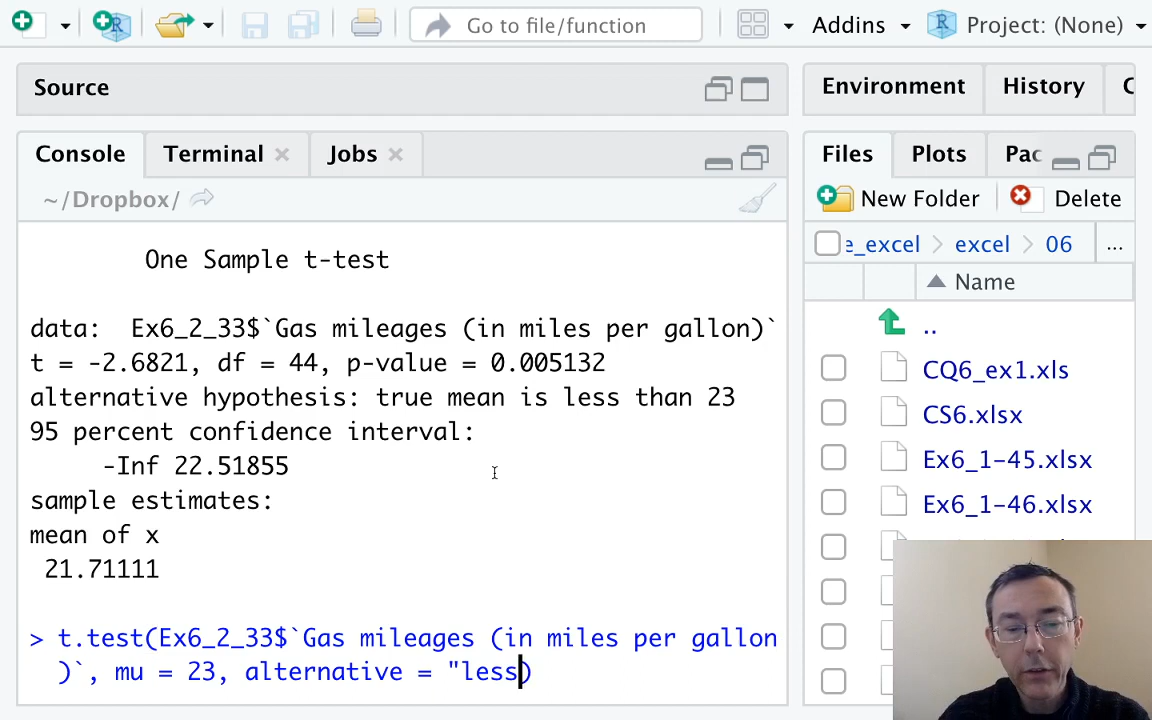 Go to file/function
Addins
Project: (None)
Source
Environment
History
C
Console
Terminal
Jobs
Files
Plots
Pac
~/Dropbox/
New Folder
Delete
e_excel
excel
06
...
Name
One Sample t-test
data:  Ex6_2_33$`Gas mileages (in miles per gallon)`
t = -2.6821, df = 44, p-value = 0.005132
alternative hypothesis: true mean is less than 23
95 percent confidence interval:
-Inf 22.51855
sample estimates:
mean of x
21.71111
> t.test(Ex6_2_33$`Gas mileages (in miles per gallon
)`, mu = 23, alternative = "less)
..
CQ6_ex1.xls
CS6.xlsx
Ex6_1-45.xlsx
Ex6_1-46.xlsx